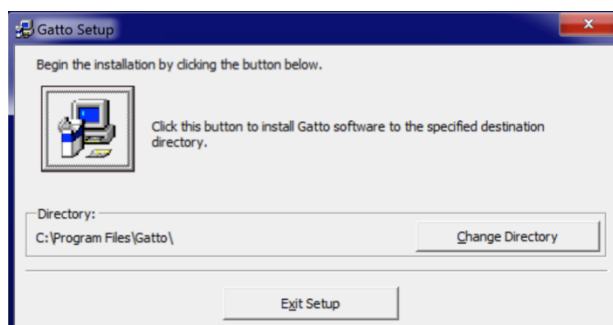 Gatto Setup
Begin the installation by clicking the button below.
Click this button to install Gatto software to the specified destination
directory.
Directory:
C:\Program Files\Gatto\
Change Directory
Exit Setup